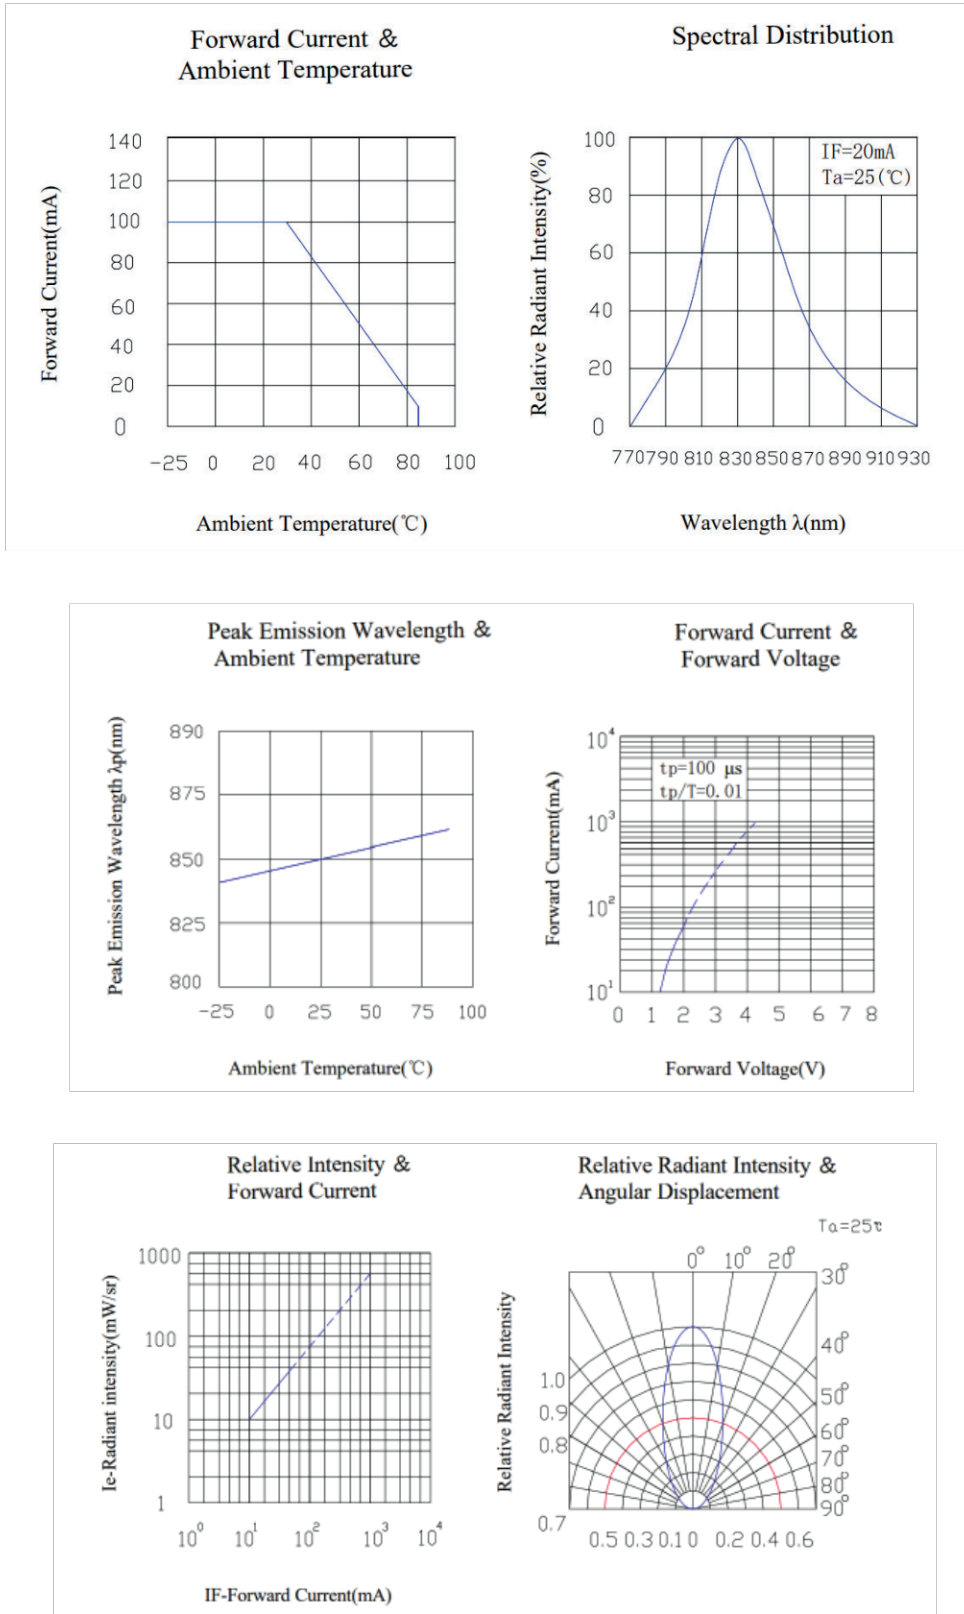 Forward Current &
Ambient Temperature
Forward Current(mA)
140
120
100
80
60
40
20
0
-25 0 20 40 60 80 100
Ambient Temperature(℃)
Spectral Distribution
Relative Radiant Intensity(%)
100
80
60
40
20
0
IF=20mA
Ta=25(℃)
770 790 810 830 850 870 890 910 930
Wavelength λ(nm)
Peak Emission Wavelength &
Ambient Temperature
Peak Emission Wavelength λp(nm)
890
875
850
825
800
-25 0 25 50 75 100
Ambient Temperature(℃)
Forward Current &
Forward Voltage
Forward Current(mA)
10⁴
10³
10²
10¹
tp=100 μs
tp/T=0.01
0 1 2 3 4 5 6 7 8
Forward Voltage(V)
Relative Intensity &
Forward Current
Ie-Radiant intensity(mW/sr)
1000
100
10
1
10⁰ 10¹ 10² 10³ 10⁴
IF-Forward Current(mA)
Relative Radiant Intensity &
Angular Displacement
Ta=25℃
Relative Radiant Intensity
0° 10° 20°
30°
40°
50°
60°
70°
80°
90°
1.0
0.9
0.8
0.7
0.5 0.3 0.1 0 0.2 0.4 0.6